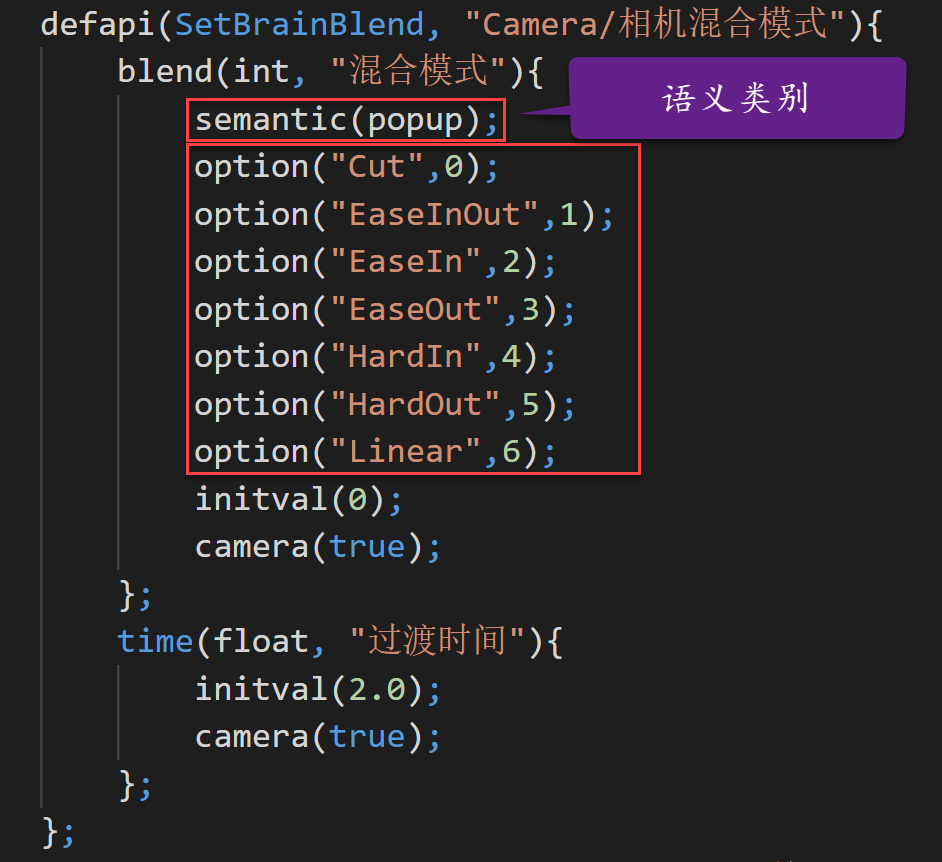 defapi(SetBrainBlend, "Camera/相机混合模式"){
blend(int, "混合模式"){
semantic(popup);
语义类别
option("Cut",0);
option("EaseInOut",1);
option("EaseIn",2);
option("EaseOut",3);
option("HardIn",4);
option("HardOut",5);
option("Linear",6);
initval(0);
camera(true);
};
time(float, "过渡时间"){
initval(2.0);
camera(true);
};
};